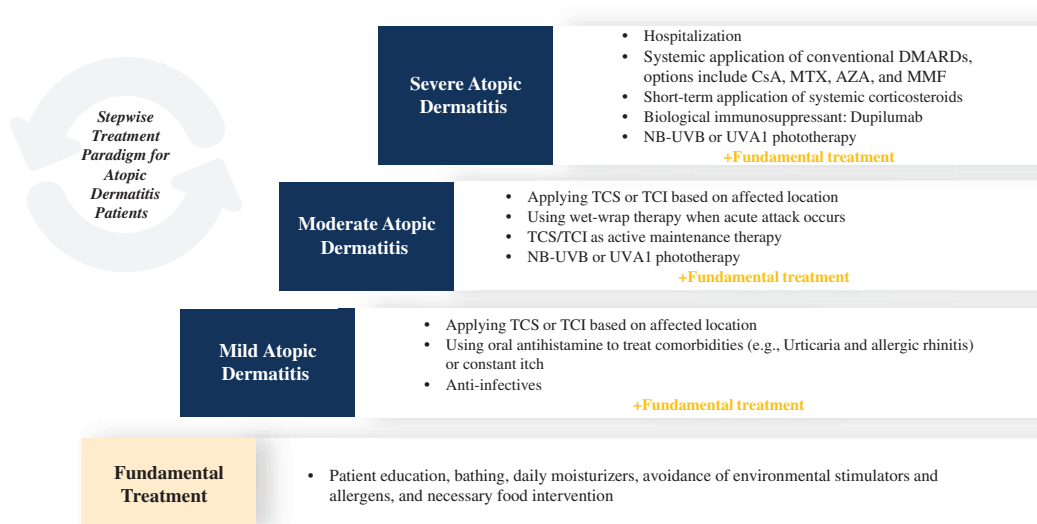 Stepwise
Treatment
Paradigm for
Atopic
Dermatitis
Patients
Severe Atopic
Dermatitis
• Hospitalization
• Systemic application of conventional DMARDs,
options include CsA, MTX, AZA, and MMF
• Short-term application of systemic corticosteroids
• Biological immunosuppressant: Dupilumab
• NB-UVB or UVA1 phototherapy
+Fundamental treatment
Moderate Atopic
Dermatitis
• Applying TCS or TCI based on affected location
• Using wet-wrap therapy when acute attack occurs
• TCS/TCI as active maintenance therapy
• NB-UVB or UVA1 phototherapy
+Fundamental treatment
Mild Atopic
Dermatitis
• Applying TCS or TCI based on affected location
• Using oral antihistamine to treat comorbidities (e.g., Urticaria and allergic rhinitis)
or constant itch
• Anti-infectives
+Fundamental treatment
Fundamental
Treatment
• Patient education, bathing, daily moisturizers, avoidance of environmental stimulators and
allergens, and necessary food intervention